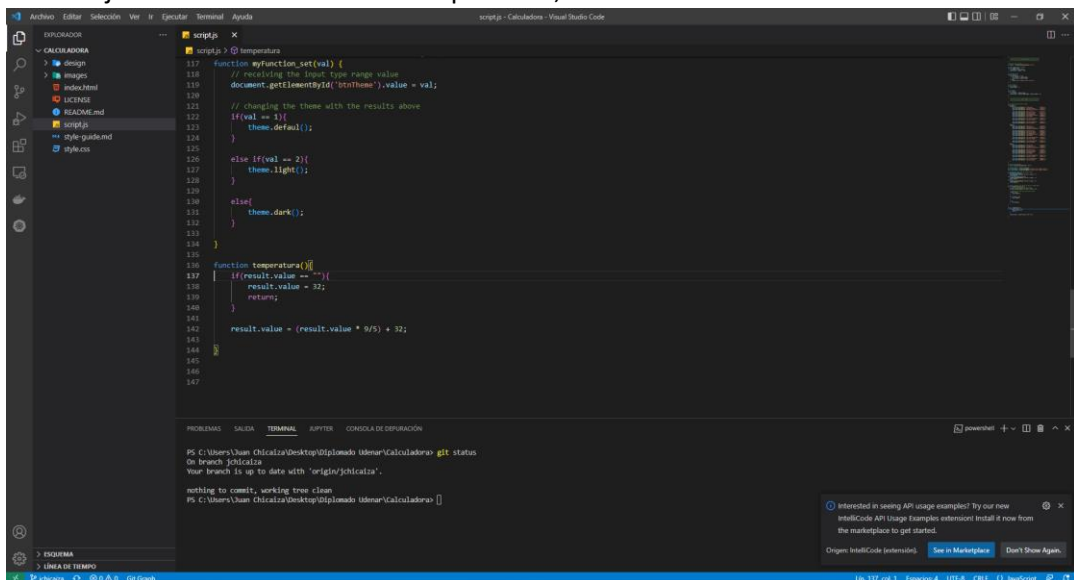 Archivo Editar Selección Ver Ir Ejecutar Terminal Ayuda
script.js - Calculadora - Visual Studio Code
EXPLORADOR
CALCULADORA
design
images
index.html
LICENSE
README.md
script.js
style-guide.md
style.css
ESQUEMA
LÍNEA DE TIEMPO
script.js
script.js > temperatura
117 function myFunction_set(val) {
118 // receiving the input type range value
119 document.getElementById('btnTheme').value = val;
120
121 // changing the theme with the results above
122 if(val == 1){
123 theme.defaul();
124 }
125
126 else if(val == 2){
127 theme.light();
128 }
129
130 else{
131 theme.dark();
132 }
133
134 }
135
136 function temperatura(){
137 if(result.value == ""){
138 result.value = 32;
139 return;
140 }
141
142 result.value = (result.value * 9/5) + 32;
143
144 }
145
146
147
PROBLEMAS SALIDA TERMINAL JUPYTER CONSOLA DE DEPURACIÓN
powershell
PS C:\Users\Juan Chicaiza\Desktop\Diplomado Udenar\Calculadora> git status
On branch jchicaiza
Your branch is up to date with 'origin/jchicaiza'.
nothing to commit, working tree clean
PS C:\Users\Juan Chicaiza\Desktop\Diplomado Udenar\Calculadora>
Interested in seeing API usage examples? Try our new
IntelliCode API Usage Examples extension! Install it now from
the marketplace to get started.
Origen: IntelliCode (extensión)
See in Marketplace
Don't Show Again.
jchicaiza 0 0 Git Graph
Lín. 137, col. 1 Espacios: 4 UTF-8 CRLF JavaScript